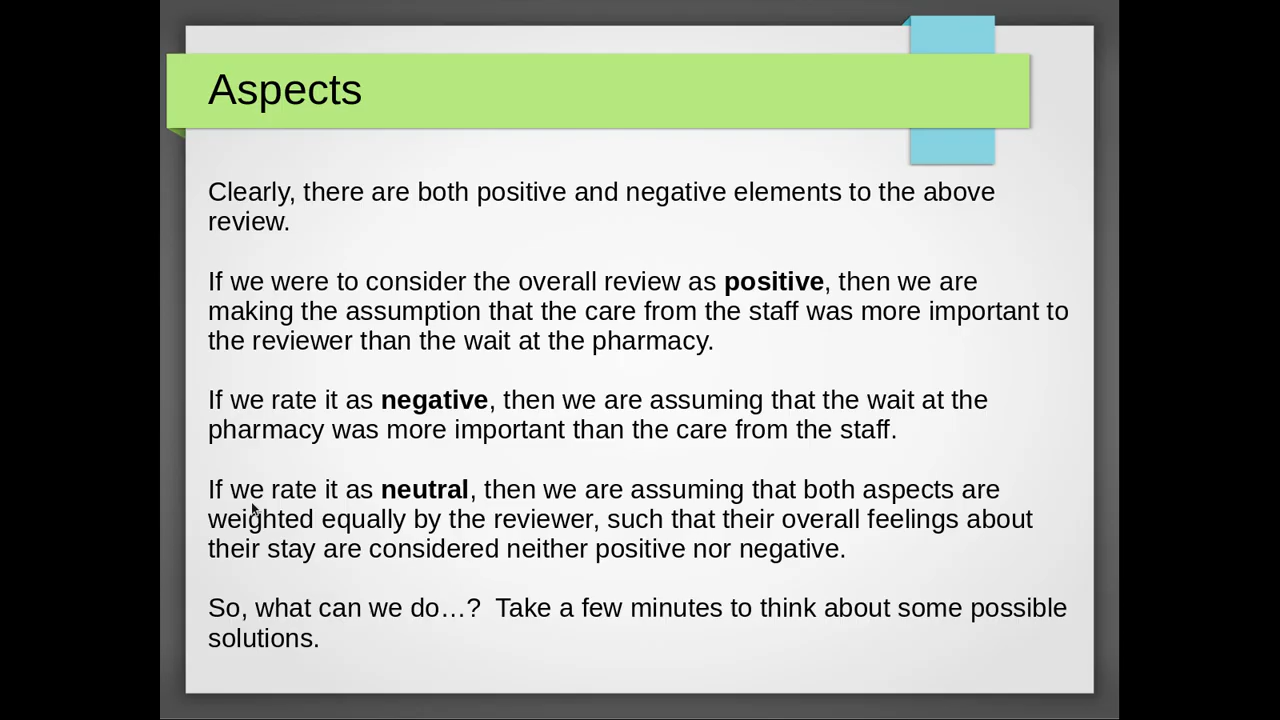 Aspects
Clearly, there are both positive and negative elements to the above
review.
If we were to consider the overall review as positive, then we are
making the assumption that the care from the staff was more important to
the reviewer than the wait at the pharmacy.
If we rate it as negative, then we are assuming that the wait at the
pharmacy was more important than the care from the staff.
If we rate it as neutral, then we are assuming that both aspects are
weighted equally by the reviewer, such that their overall feelings about
their stay are considered neither positive nor negative.
So, what can we do…?  Take a few minutes to think about some possible
solutions.